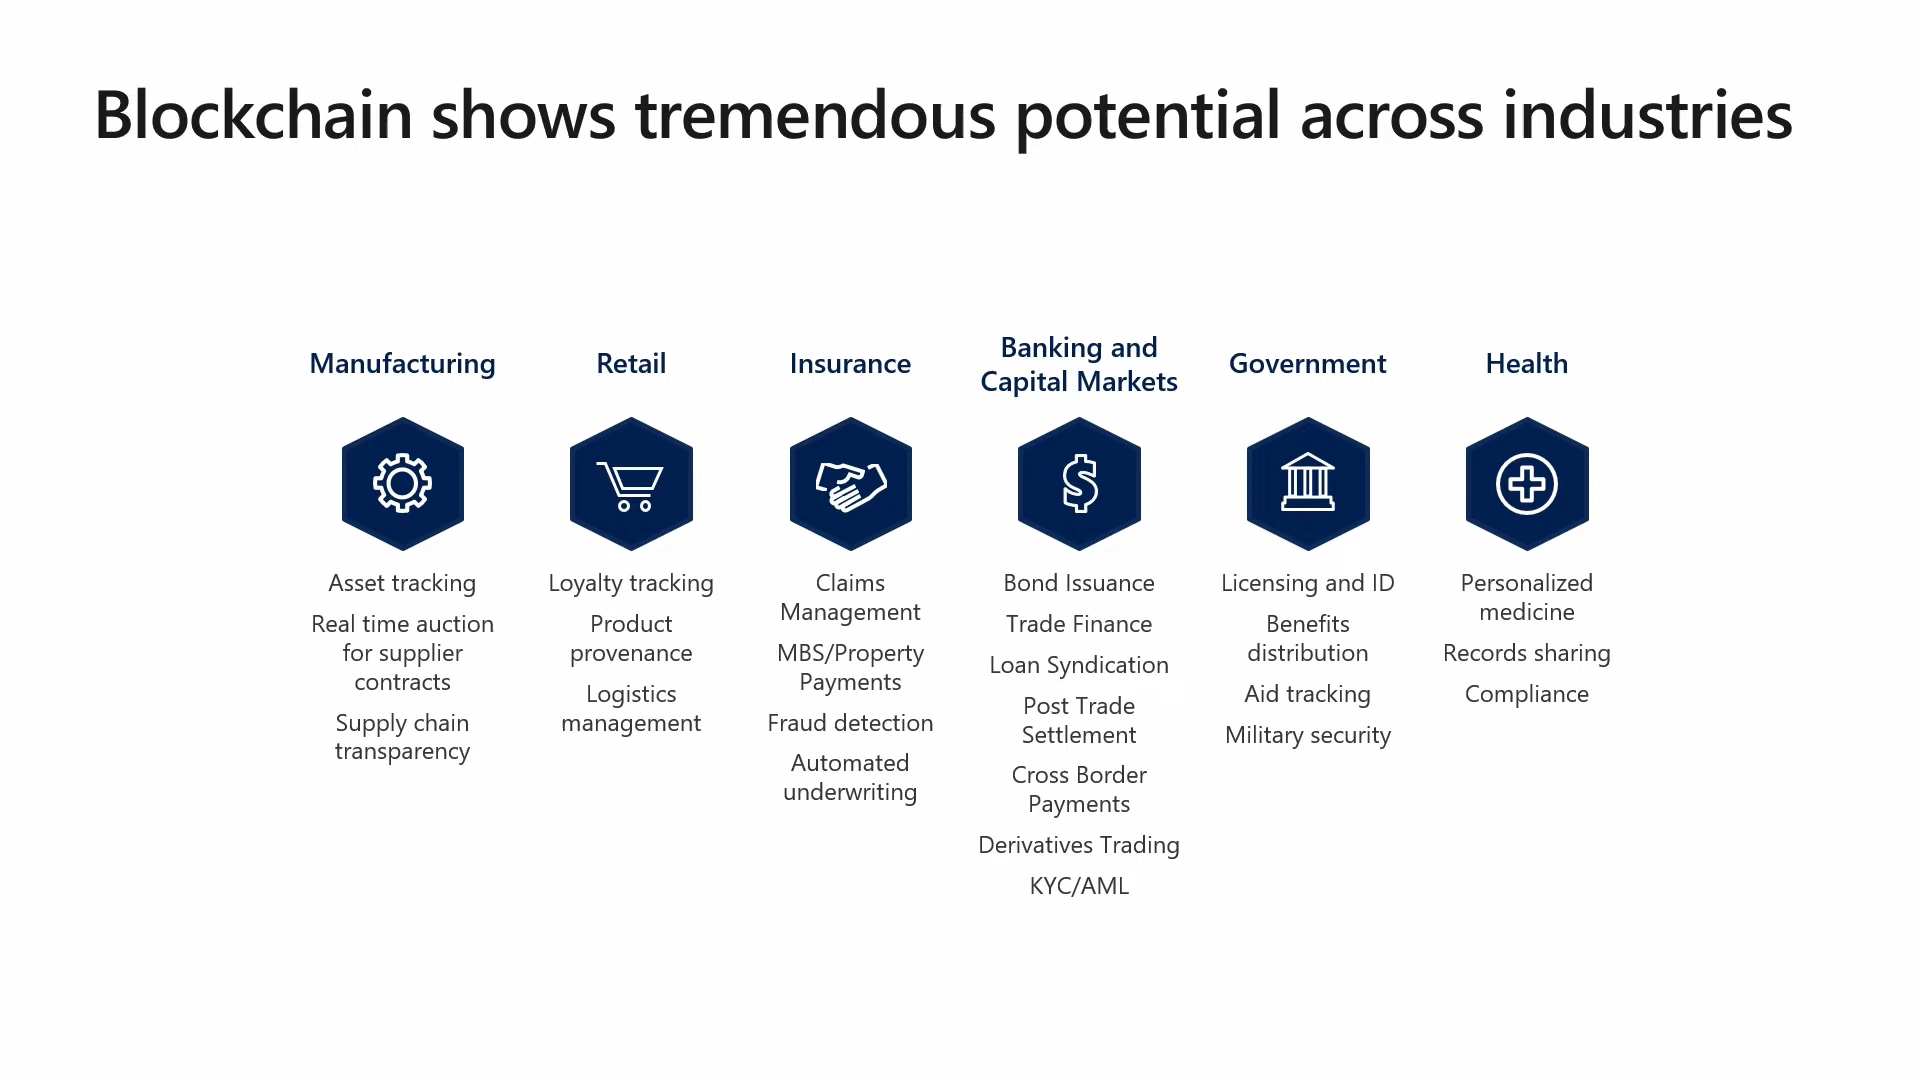 Blockchain shows tremendous potential across industries
Manufacturing
Asset tracking
Real time auction
for supplier
contracts
Supply chain
transparency
Retail
Loyalty tracking
Product
provenance
Logistics
management
Insurance
Claims
Management
MBS/Property
Payments
Fraud detection
Automated
underwriting
Banking and
Capital Markets
$
Bond Issuance
Trade Finance
Loan Syndication
Post Trade
Settlement
Cross Border
Payments
Derivatives Trading
KYC/AML
Government
Licensing and ID
Benefits
distribution
Aid tracking
Military security
Health
Personalized
medicine
Records sharing
Compliance